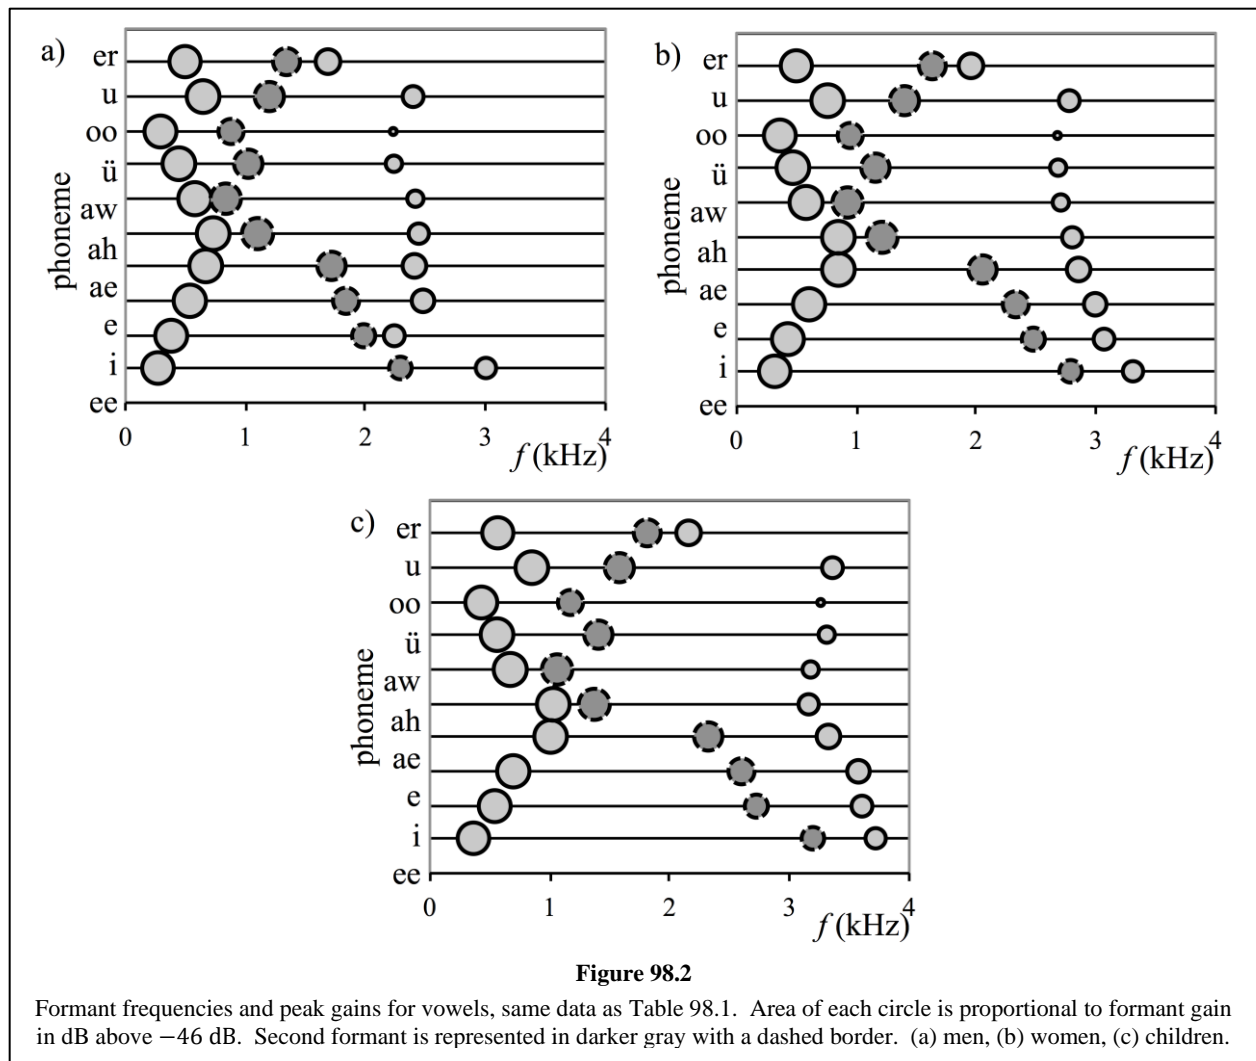 a)
er
u
oo
ü
aw
ah
ae
e
i
ee
phoneme
0 1 2 3 4
f (kHz)
b)
er
u
oo
ü
aw
ah
ae
e
i
ee
phoneme
0 1 2 3 4
f (kHz)
c)
er
u
oo
ü
aw
ah
ae
e
i
ee
phoneme
0 1 2 3 4
f (kHz)
Figure 98.2
Formant frequencies and peak gains for vowels, same data as Table 98.1. Area of each circle is proportional to formant gain
in dB above −46 dB. Second formant is represented in darker gray with a dashed border. (a) men, (b) women, (c) children.